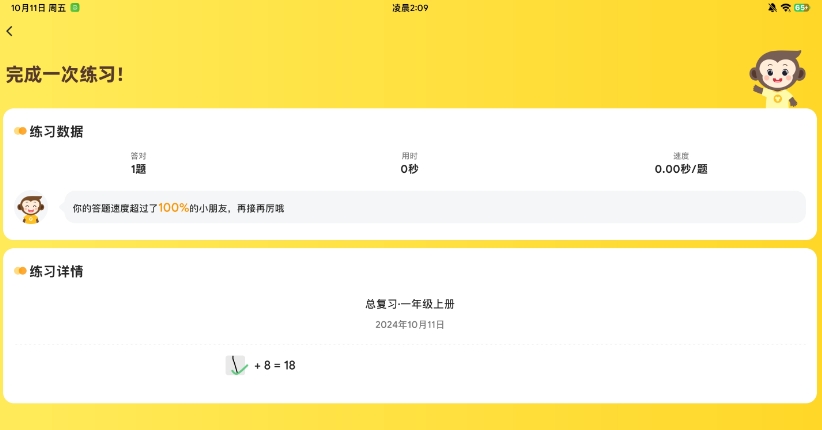 10月11日 周五
凌晨2:09
65+
完成一次练习!
练习数据
答对
用时
速度
1题
0秒
0.00秒/题
你的答题速度超过了100%的小朋友，再接再厉哦
练习详情
总复习·一年级上册
2024年10月11日
+ 8 = 18